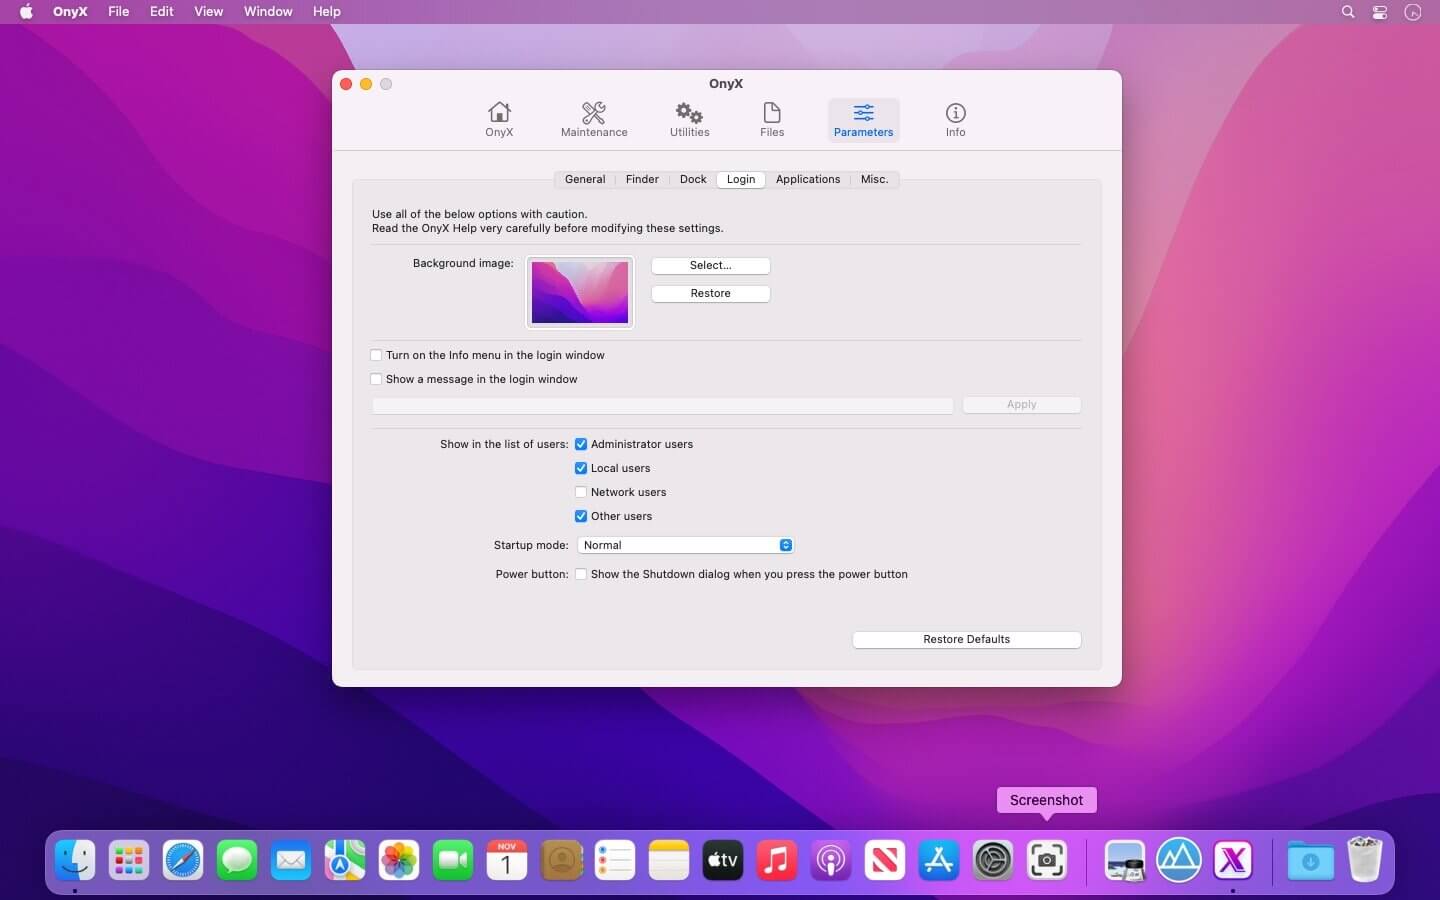 OnyX File Edit View Window Help
OnyX
OnyX Maintenance Utilities Files Parameters Info
General Finder Dock Login Applications Misc.
Use all of the below options with caution.
Read the OnyX Help very carefully before modifying these settings.
Background image:
Select...
Restore
Turn on the Info menu in the login window
Show a message in the login window
Apply
Show in the list of users: Administrator users
Local users
Network users
Other users
Startup mode: Normal
Power button: Show the Shutdown dialog when you press the power button
Restore Defaults
Screenshot
NOV
1
tv